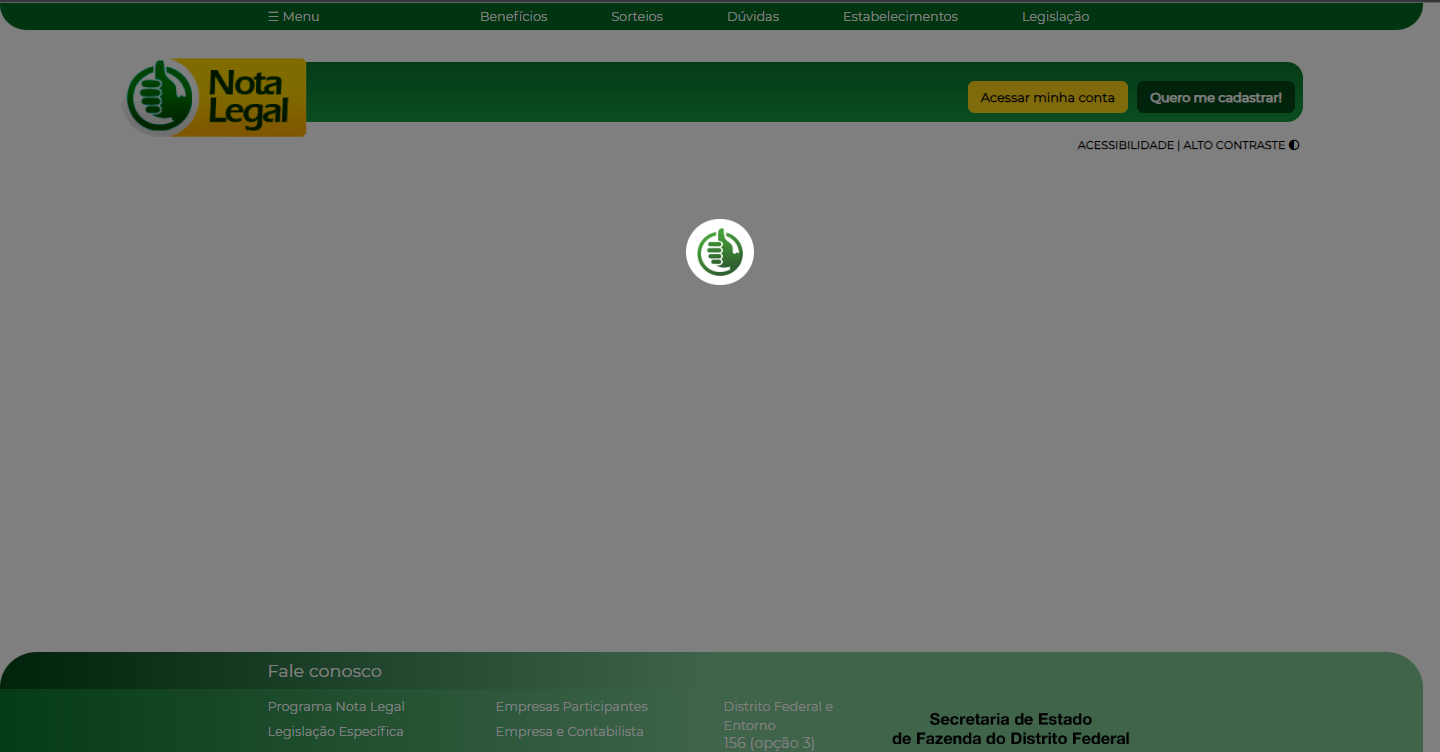 ☰ Menu Benefícios Sorteios Dúvidas Estabelecimentos Legislação
Nota
Legal
Acessar minha conta Quero me cadastrar!
ACESSIBILIDADE | ALTO CONTRASTE
Fale conosco
Programa Nota Legal
Legislação Específica
Empresas Participantes
Empresa e Contabilista
Distrito Federal e
Entorno
156 (opção 3)
Secretaria de Estado
de Fazenda do Distrito Federal